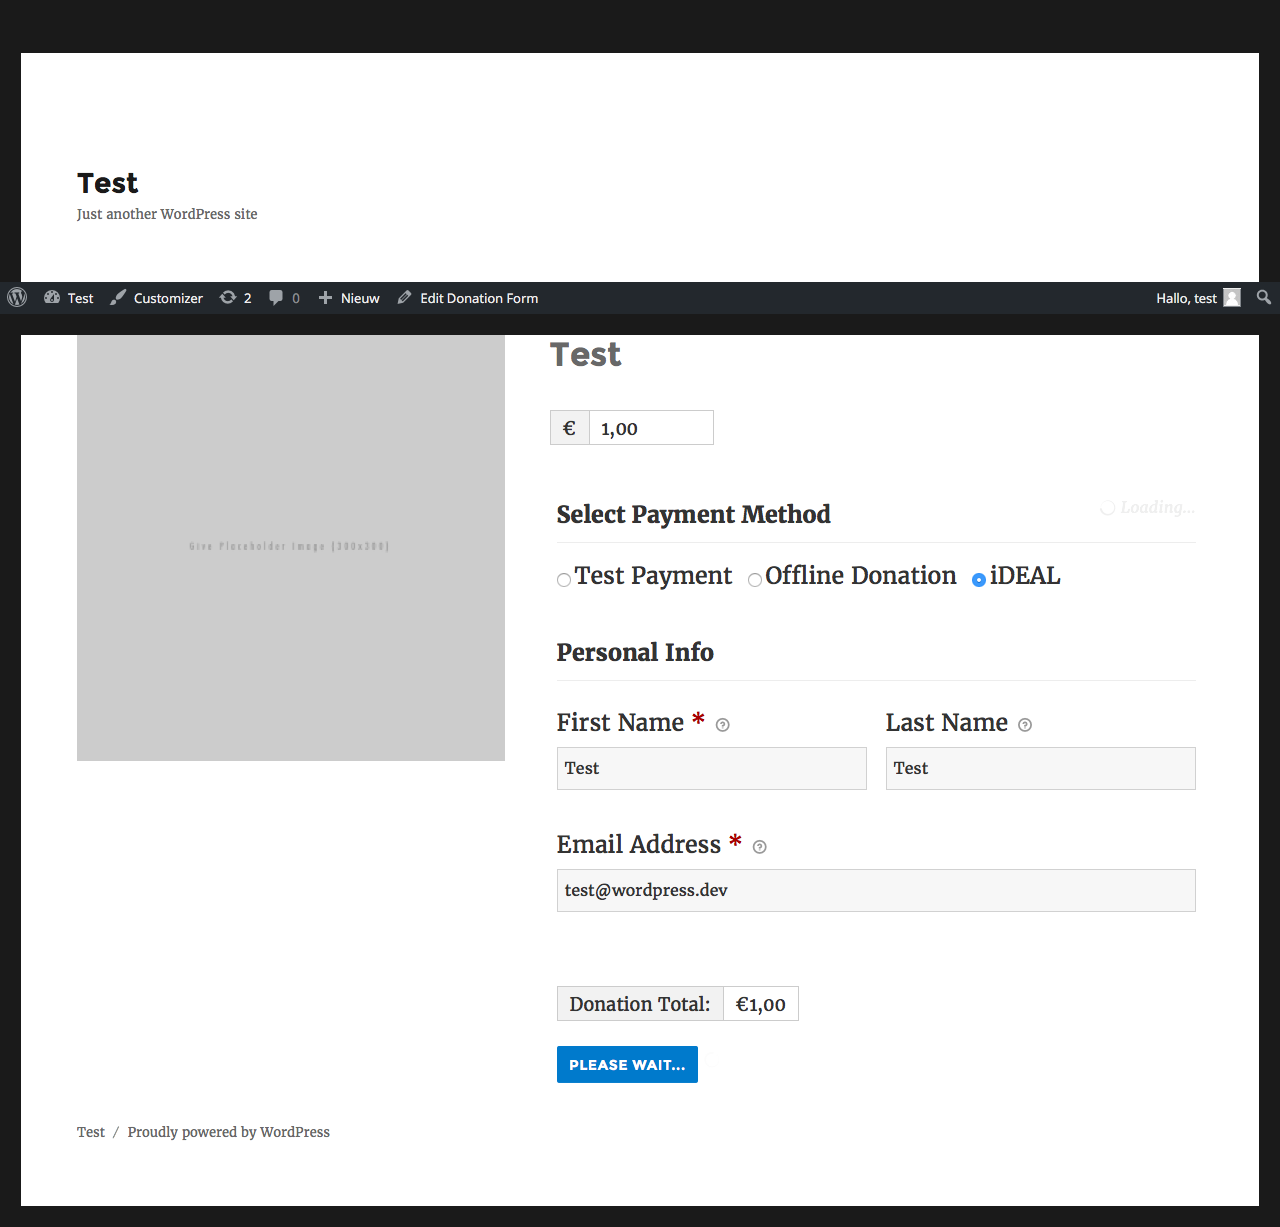 Test
Just another WordPress site
Test Customizer 2 0 + Nieuw Edit Donation Form Hallo, test
Give Placeholder Image (300x300)
Test
€ 1,00
Select Payment Method Loading...
Test Payment Offline Donation iDEAL
Personal Info
First Name * ? Last Name ?
Test Test
Email Address * ?
test@wordpress.dev
Donation Total: €1,00
PLEASE WAIT...
Test / Proudly powered by WordPress